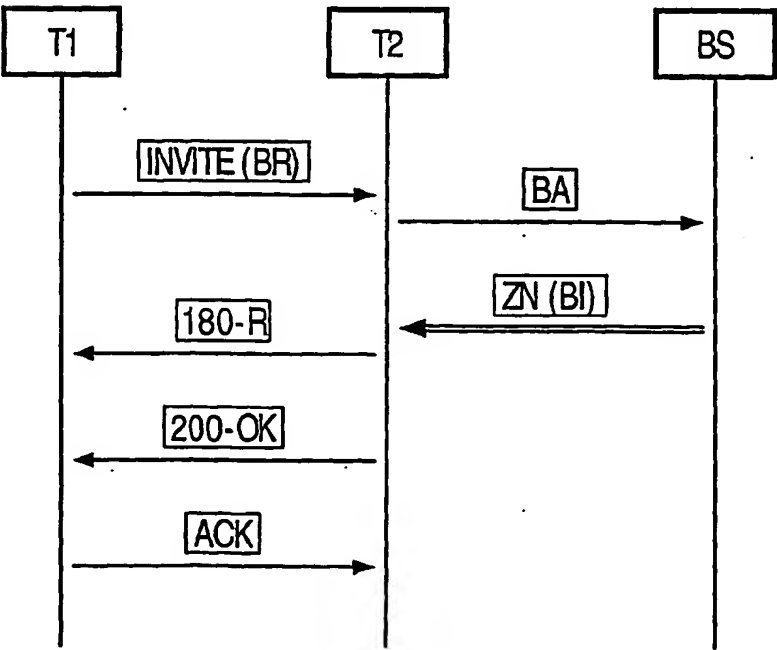 T1
T2
BS
INVITE (BR)
BA
ZN (BI)
180-R
200-OK
ACK